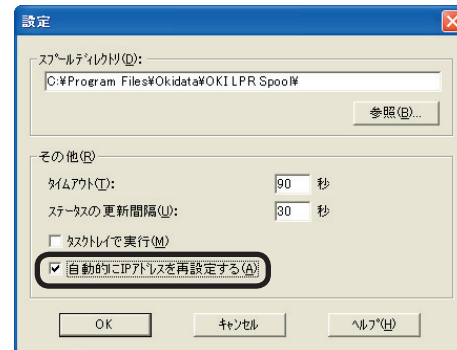 設定
ｽﾌﾟｰﾙﾃﾞｨﾚｸﾄﾘ(D):
C:¥Program Files¥Okidata¥OKI LPR Spool¥
参照(B)...
その他(R)
ﾀｲﾑｱｳﾄ(T): 90 秒
ｽﾃｰﾀｽの更新間隔(U): 30 秒
ﾀｽｸﾄﾚｲで実行(M)
自動的にIPｱﾄﾞﾚｽを再設定する(A)
OK ｷｬﾝｾﾙ ﾍﾙﾌﾟ(H)